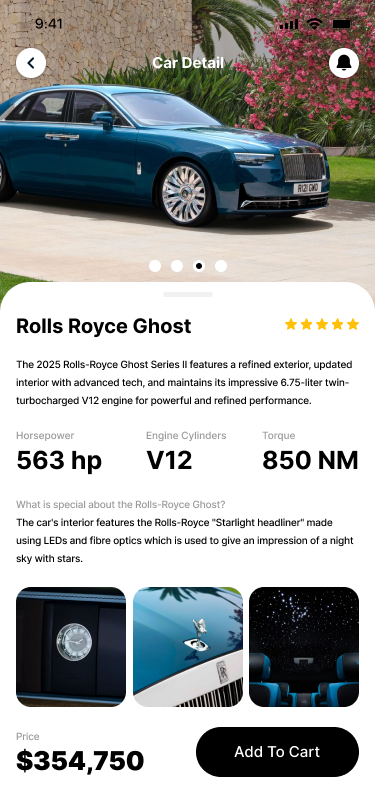 9:41
Car Detail
R121 GWD
Rolls Royce Ghost
The 2025 Rolls-Royce Ghost Series II features a refined exterior, updated
interior with advanced tech, and maintains its impressive 6.75-liter twin-
turbocharged V12 engine for powerful and refined performance.
Horsepower Engine Cylinders Torque
563 hp V12 850 NM
What is special about the Rolls-Royce Ghost?
The car's interior features the Rolls-Royce "Starlight headliner" made
using LEDs and fibre optics which is used to give an impression of a night
sky with stars.
Price
$354,750
Add To Cart